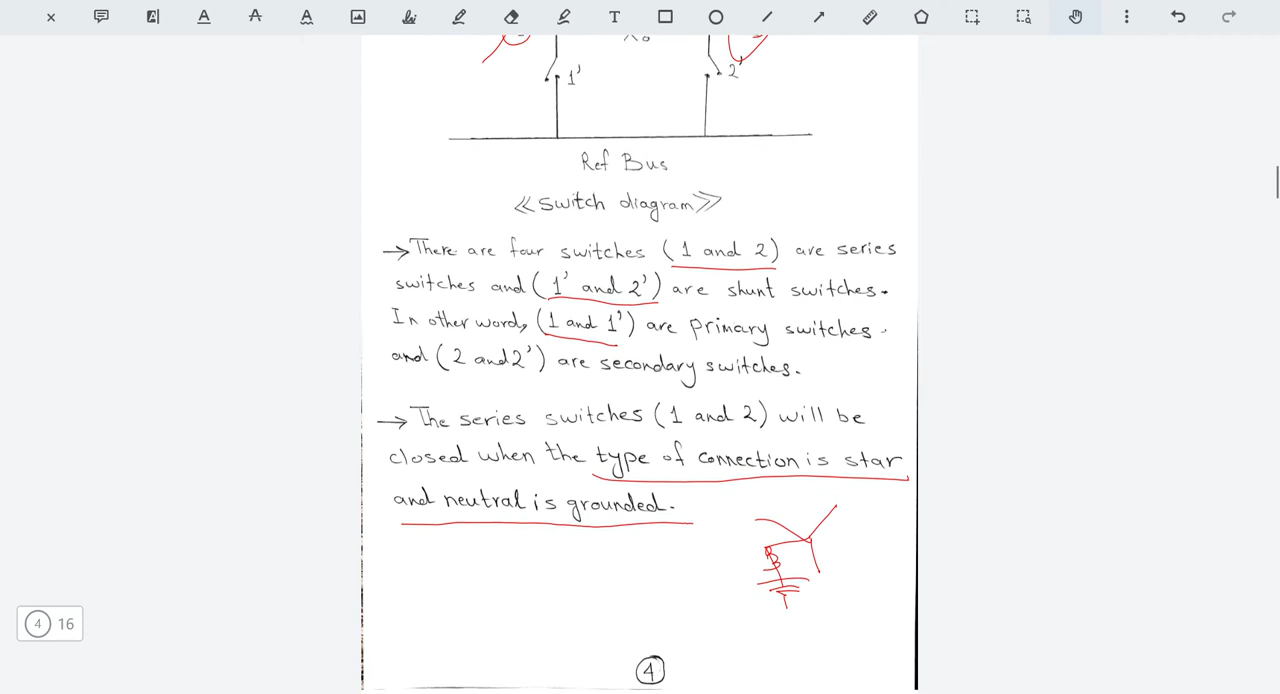 X₀
1'
2'
Ref Bus
<<Switch diagram>>
→ There are four switches (1 and 2) are series
switches and (1' and 2') are shunt switches.
In other word, (1 and 1') are primary switches.
and (2 and 2') are secondary switches.
→ The series switches (1 and 2) will be
closed when the type of connection is star
and neutral is grounded.
4 16
4